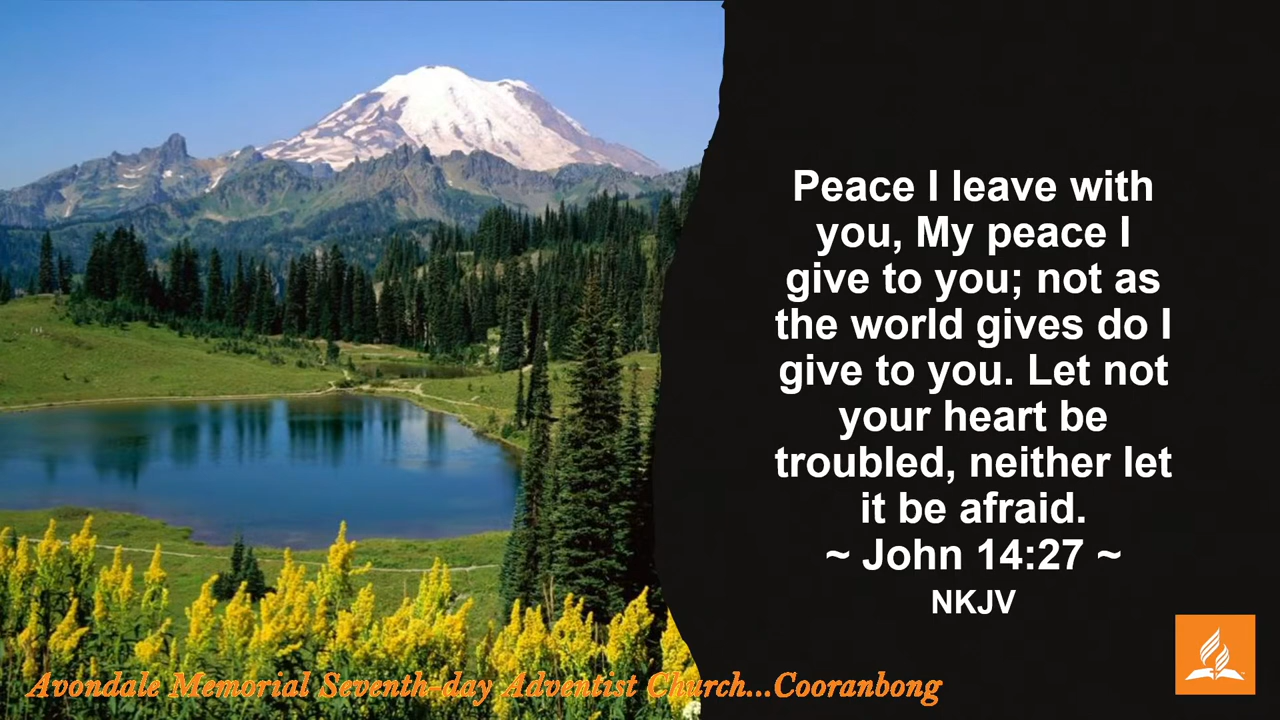 Peace I leave with
you, My peace I
give to you; not as
the world gives do I
give to you. Let not
your heart be
troubled, neither let
it be afraid.
~ John 14:27 ~
NKJV
Avondale Memorial Seventh-day Adventist Church...Cooranbong